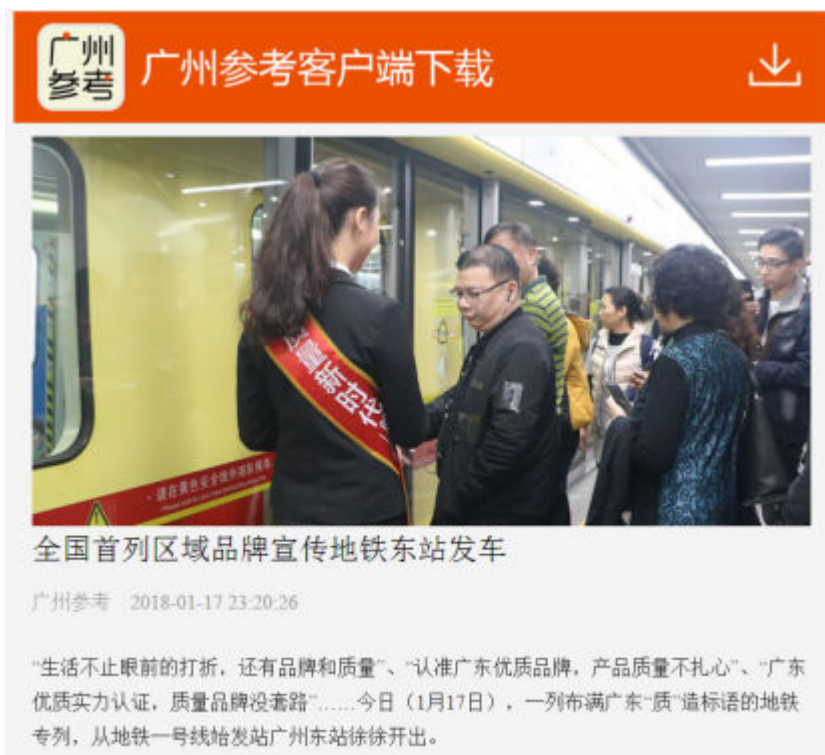 广州
参考
广州参考客户端下载
量新时代
·请在黄色安全线外排队候车
全国首列区域品牌宣传地铁东站发车
广州参考 2018-01-17 23:20:26
“生活不止眼前的打折，还有品牌和质量”、“认准广东优质品牌，产品质量不扎心”、“广东
优质实力认证，质量品牌没套路”……今日（1月17日），一列布满广东“质”造标语的地铁
专列，从地铁一号线始发站广州东站徐徐开出。